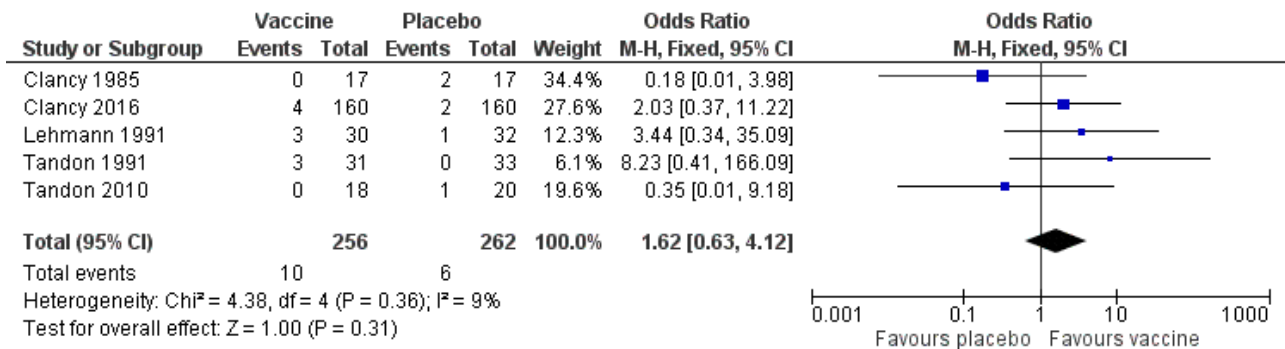 Vaccine Placebo Odds Ratio Odds Ratio
Study or Subgroup Events Total Events Total Weight M-H, Fixed, 95% CI M-H, Fixed, 95% CI
Clancy 1985 0 17 2 17 34.4% 0.18 [0.01, 3.98]
Clancy 2016 4 160 2 160 27.6% 2.03 [0.37, 11.22]
Lehmann 1991 3 30 1 32 12.3% 3.44 [0.34, 35.09]
Tandon 1991 3 31 0 33 6.1% 8.23 [0.41, 166.09]
Tandon 2010 0 18 1 20 19.6% 0.35 [0.01, 9.18]
Total (95% CI) 256 262 100.0% 1.62 [0.63, 4.12]
Total events 10 6
Heterogeneity: Chi² = 4.38, df = 4 (P = 0.36); I² = 9%
Test for overall effect: Z = 1.00 (P = 0.31)
0.001 0.1 1 10 1000
Favours placebo Favours vaccine